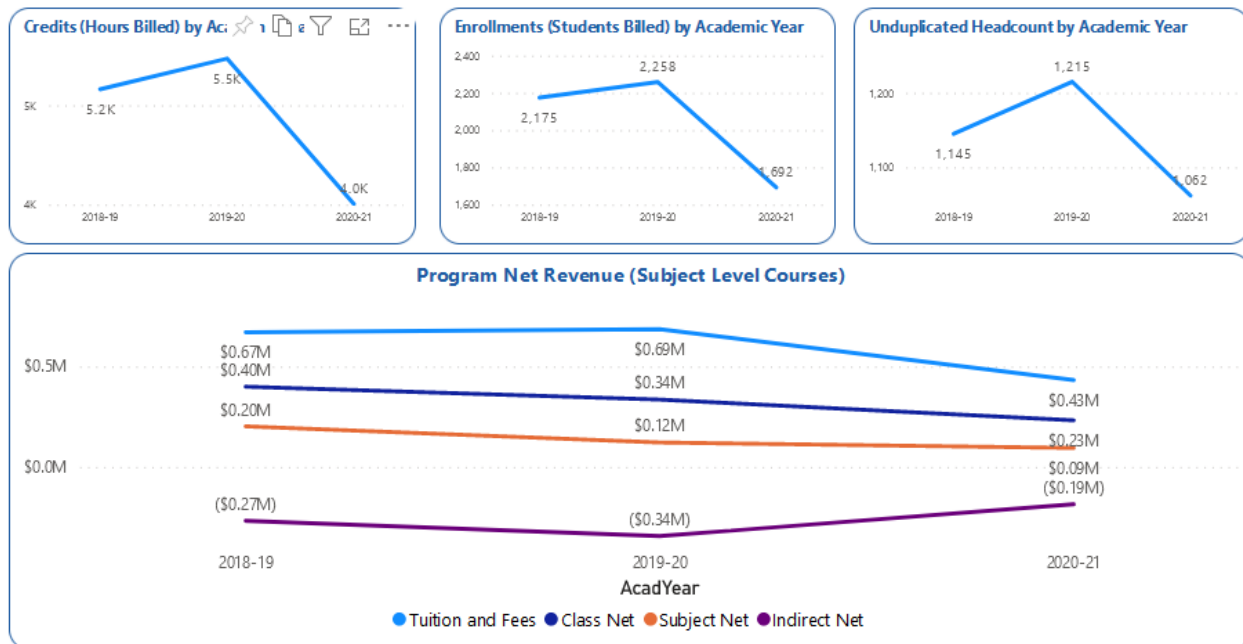 Credits (Hours Billed) by Ac
5K
4K
5.2K
5.5K
4.0K
2018-19
2019-20
2020-21
Enrollments (Students Billed) by Academic Year
2,400
2,200
2,000
1,800
1,600
2,175
2,258
1,692
2018-19
2019-20
2020-21
Unduplicated Headcount by Academic Year
1,200
1,100
1,145
1,215
1,062
2018-19
2019-20
2020-21
Program Net Revenue (Subject Level Courses)
$0.5M
$0.0M
$0.67M
$0.69M
$0.43M
$0.40M
$0.34M
$0.23M
$0.20M
$0.12M
$0.09M
($0.27M)
($0.34M)
($0.19M)
2018-19
2019-20
2020-21
AcadYear
Tuition and Fees
Class Net
Subject Net
Indirect Net